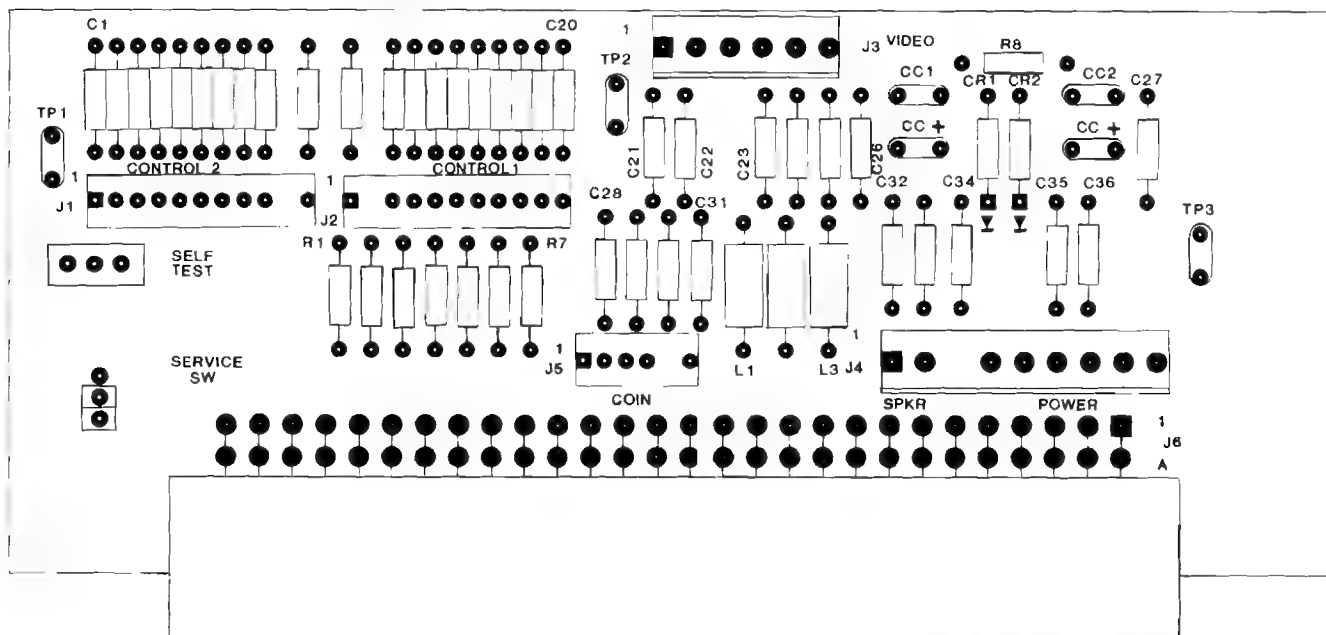 C1
C20
1
J3 VIDEO
R8
TP2
CC1
CR1 CR2
CC2
C27
TP1
CC +
CC +
C21
C22
C23
C26
CONTROL 2
CONTROL1
1
1
J1
J2
C28
C31
C32
C34
C35
C36
TP3
R1
R7
SELF
TEST
1
J5
1
L1
L3
J4
SERVICE
SW
COIN
SPKR
POWER
1
J6
A